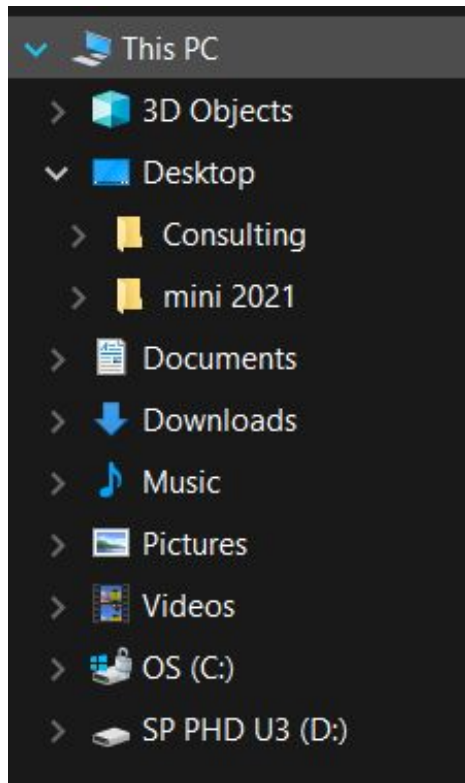 This PC
3D Objects
Desktop
Consulting
mini 2021
Documents
Downloads
Music
Pictures
Videos
OS (C:)
SP PHD U3 (D:)